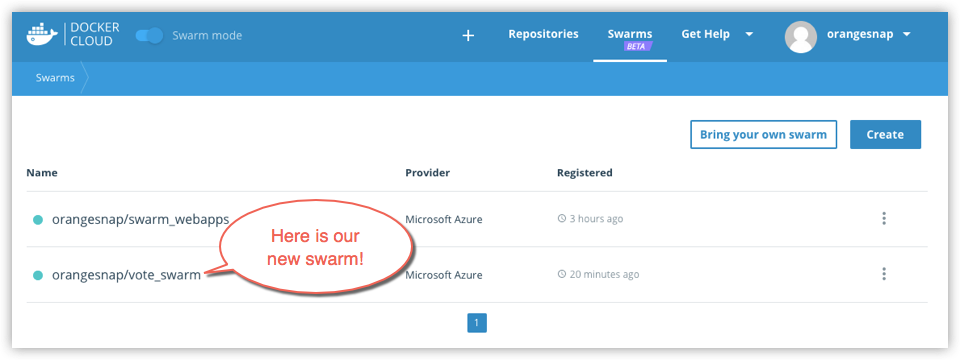 DOCKER
CLOUD
Swarm mode
+
Repositories
Swarms
BETA
Get Help
orangesnap
Swarms
Bring your own swarm
Create
Name Provider Registered
orangesnap/swarm_webapps Microsoft Azure 3 hours ago
Here is our
new swarm!
orangesnap/vote_swarm Microsoft Azure 20 minutes ago
1